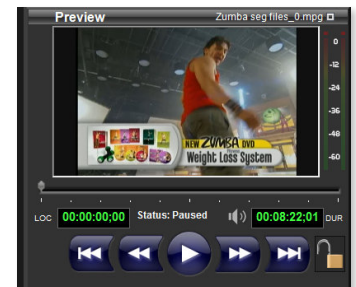 Preview
Zumba seg files_0.mpg
0
-12
-24
-36
-48
-60
NEW ZUMBA DVD
Weight Loss System
LOC 00:00:00;00 Status: Paused 00:08:22;01 DUR